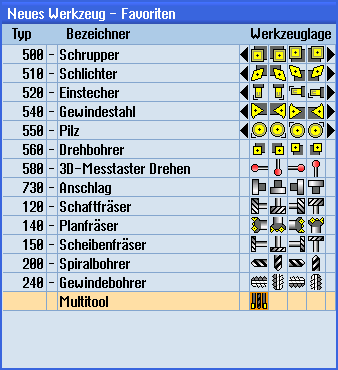 Neues Werkzeug - Favoriten
Typ Bezeichner Werkzeuglage
500 - Schrupper
510 - Schlichter
520 - Einstecher
540 - Gewindestahl
550 - Pilz
560 - Drehbohrer
580 - 3D-Messtaster Drehen
730 - Anschlag
120 - Schaftfräser
140 - Planfräser
150 - Scheibenfräser
200 - Spiralbohrer
240 - Gewindebohrer
Multitool